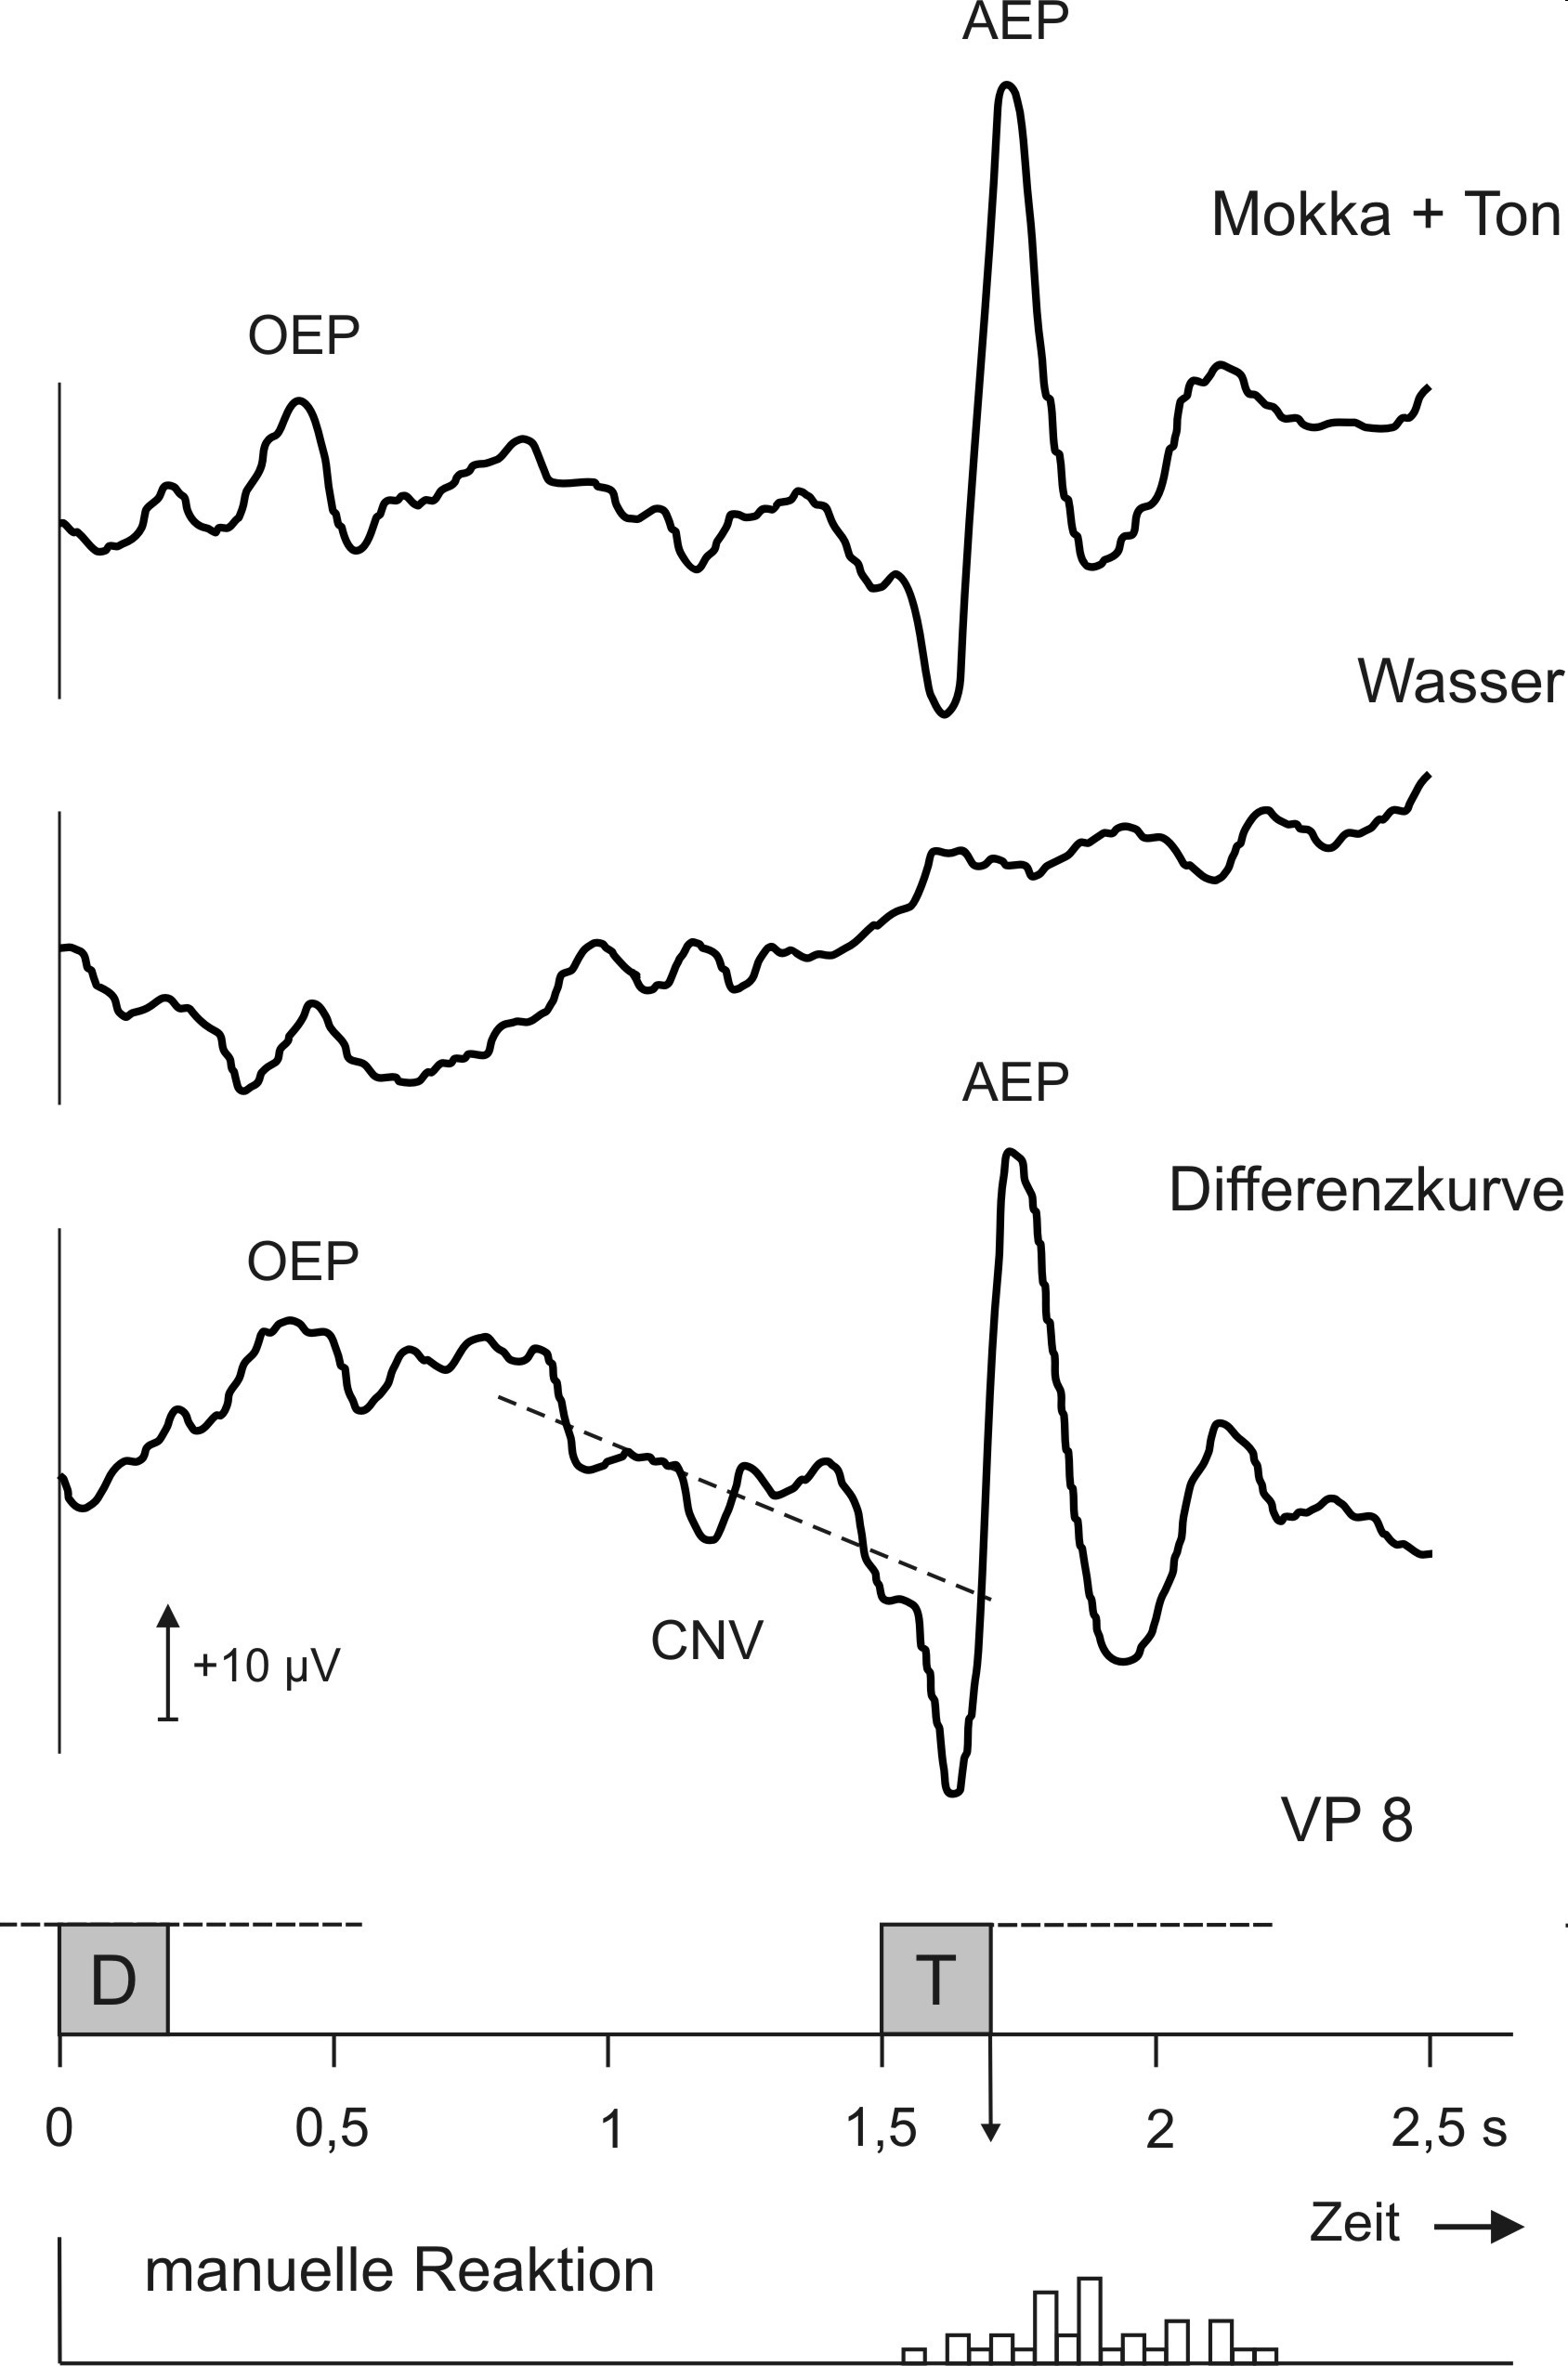 AEP
Mokka + Ton
OEP
Wasser
AEP
Differenzkurve
OEP
CNV
+10 µV
VP 8
D T
0 0,5 1 1,5 2 2,5 s
Zeit
manuelle Reaktion